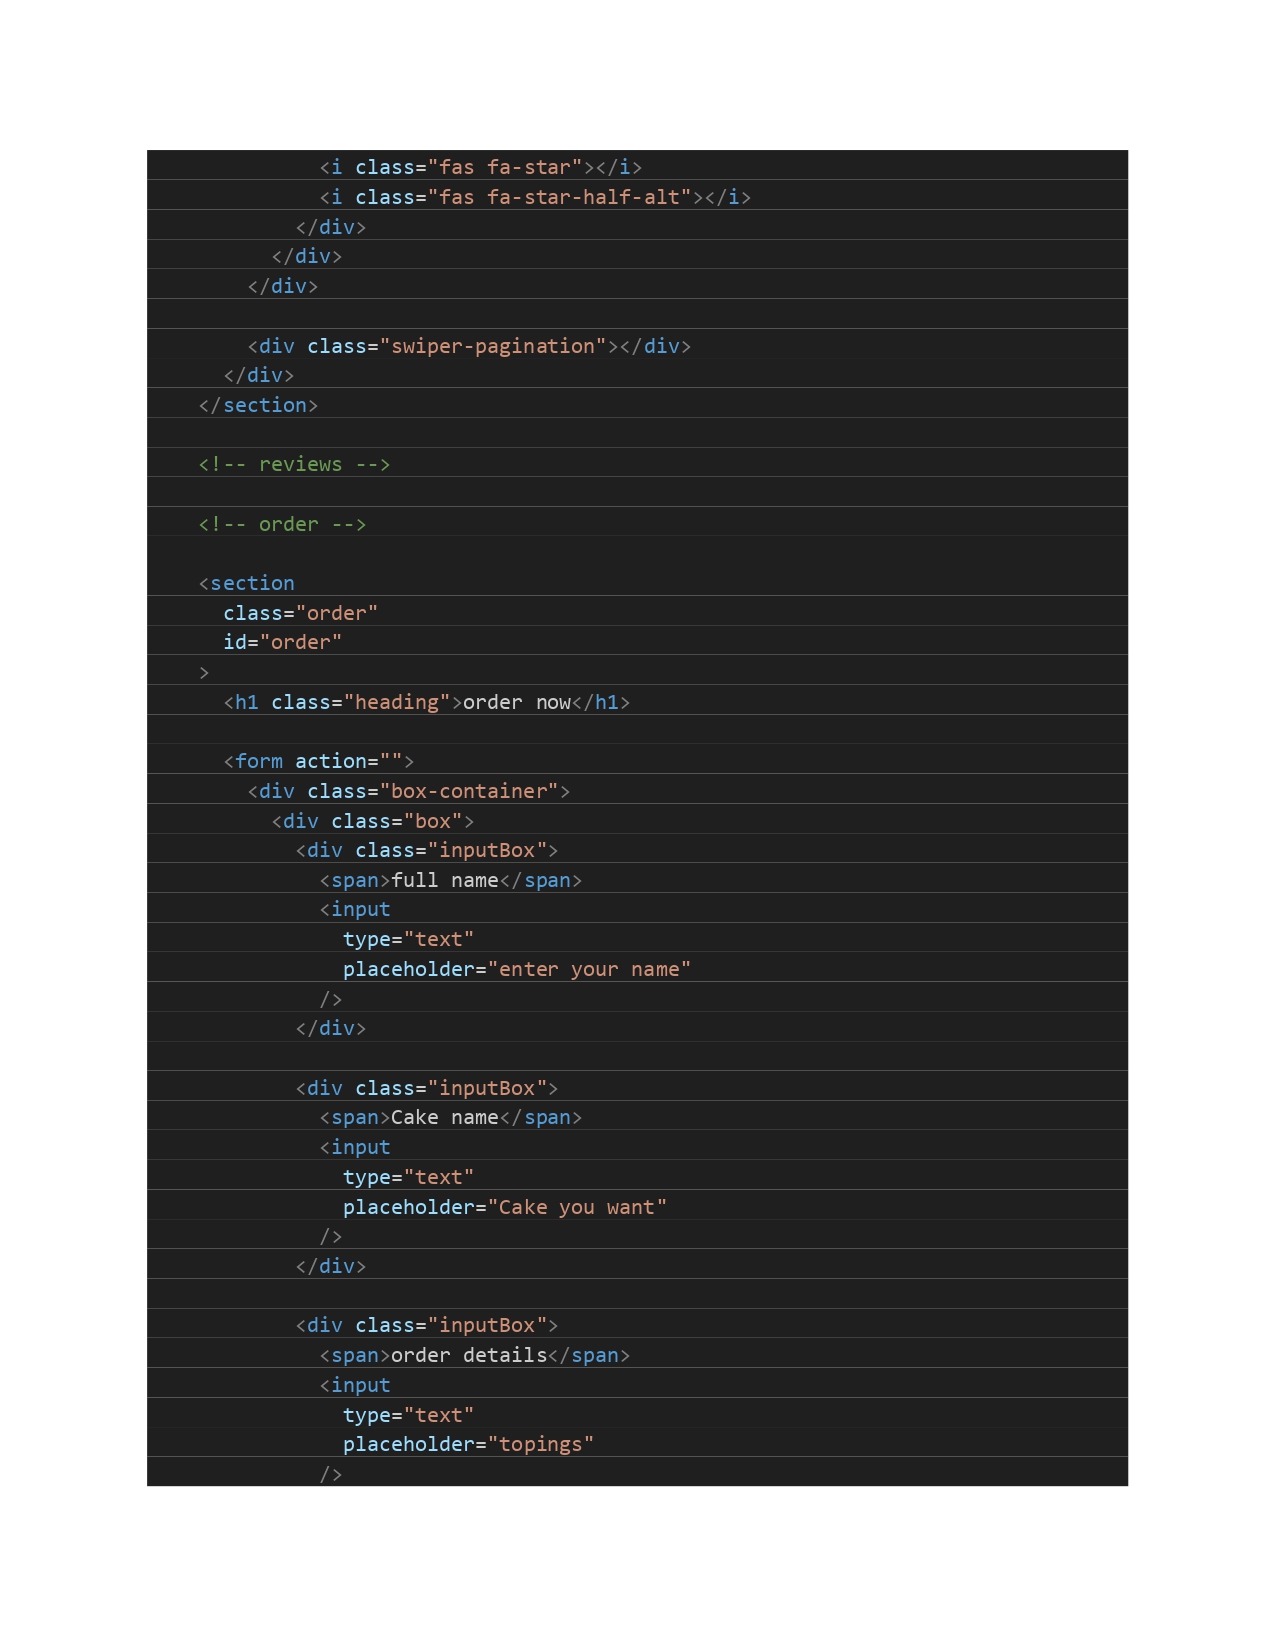 <i class="fas fa-star"></i>
<i class="fas fa-star-half-alt"></i>
</div>
</div>
</div>
<div class="swiper-pagination"></div>
</div>
</section>
<!-- reviews -->
<!-- order -->
<section
class="order"
id="order"
>
<h1 class="heading">order now</h1>
<form action="">
<div class="box-container">
<div class="box">
<div class="inputBox">
<span>full name</span>
<input
type="text"
placeholder="enter your name"
/>
</div>
<div class="inputBox">
<span>Cake name</span>
<input
type="text"
placeholder="Cake you want"
/>
</div>
<div class="inputBox">
<span>order details</span>
<input
type="text"
placeholder="topings"
/>